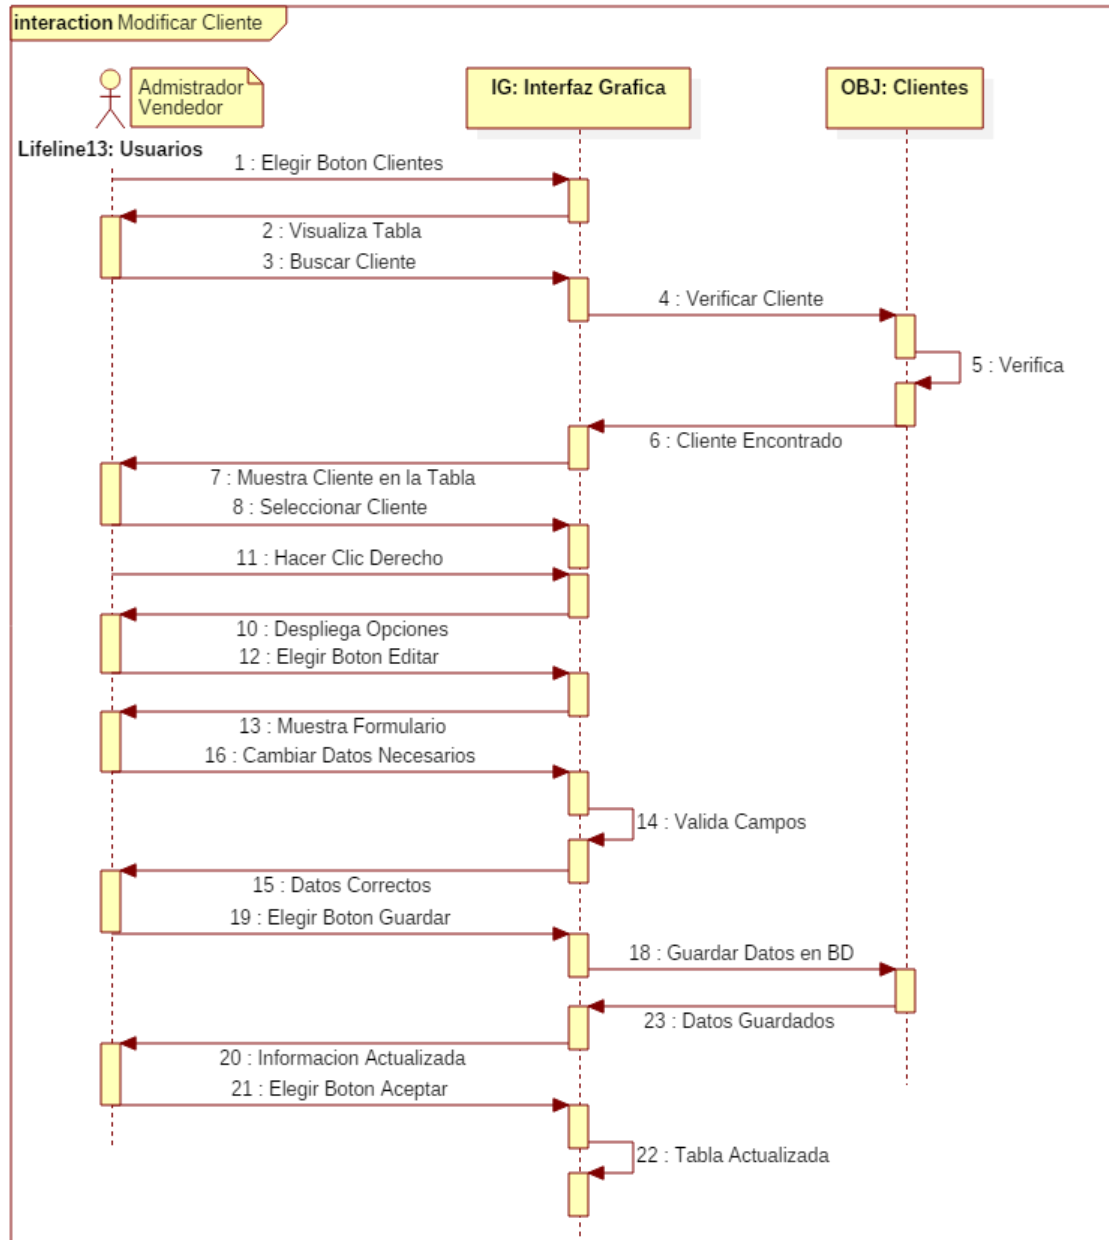 interaction Modificar Cliente
Admistrador
Vendedor
IG: Interfaz Grafica
OBJ: Clientes
Lifeline13: Usuarios
1 : Elegir Boton Clientes
2 : Visualiza Tabla
3 : Buscar Cliente
4 : Verificar Cliente
5 : Verifica
6 : Cliente Encontrado
7 : Muestra Cliente en la Tabla
8 : Seleccionar Cliente
11 : Hacer Clic Derecho
10 : Despliega Opciones
12 : Elegir Boton Editar
13 : Muestra Formulario
16 : Cambiar Datos Necesarios
14 : Valida Campos
15 : Datos Correctos
19 : Elegir Boton Guardar
18 : Guardar Datos en BD
23 : Datos Guardados
20 : Informacion Actualizada
21 : Elegir Boton Aceptar
22 : Tabla Actualizada